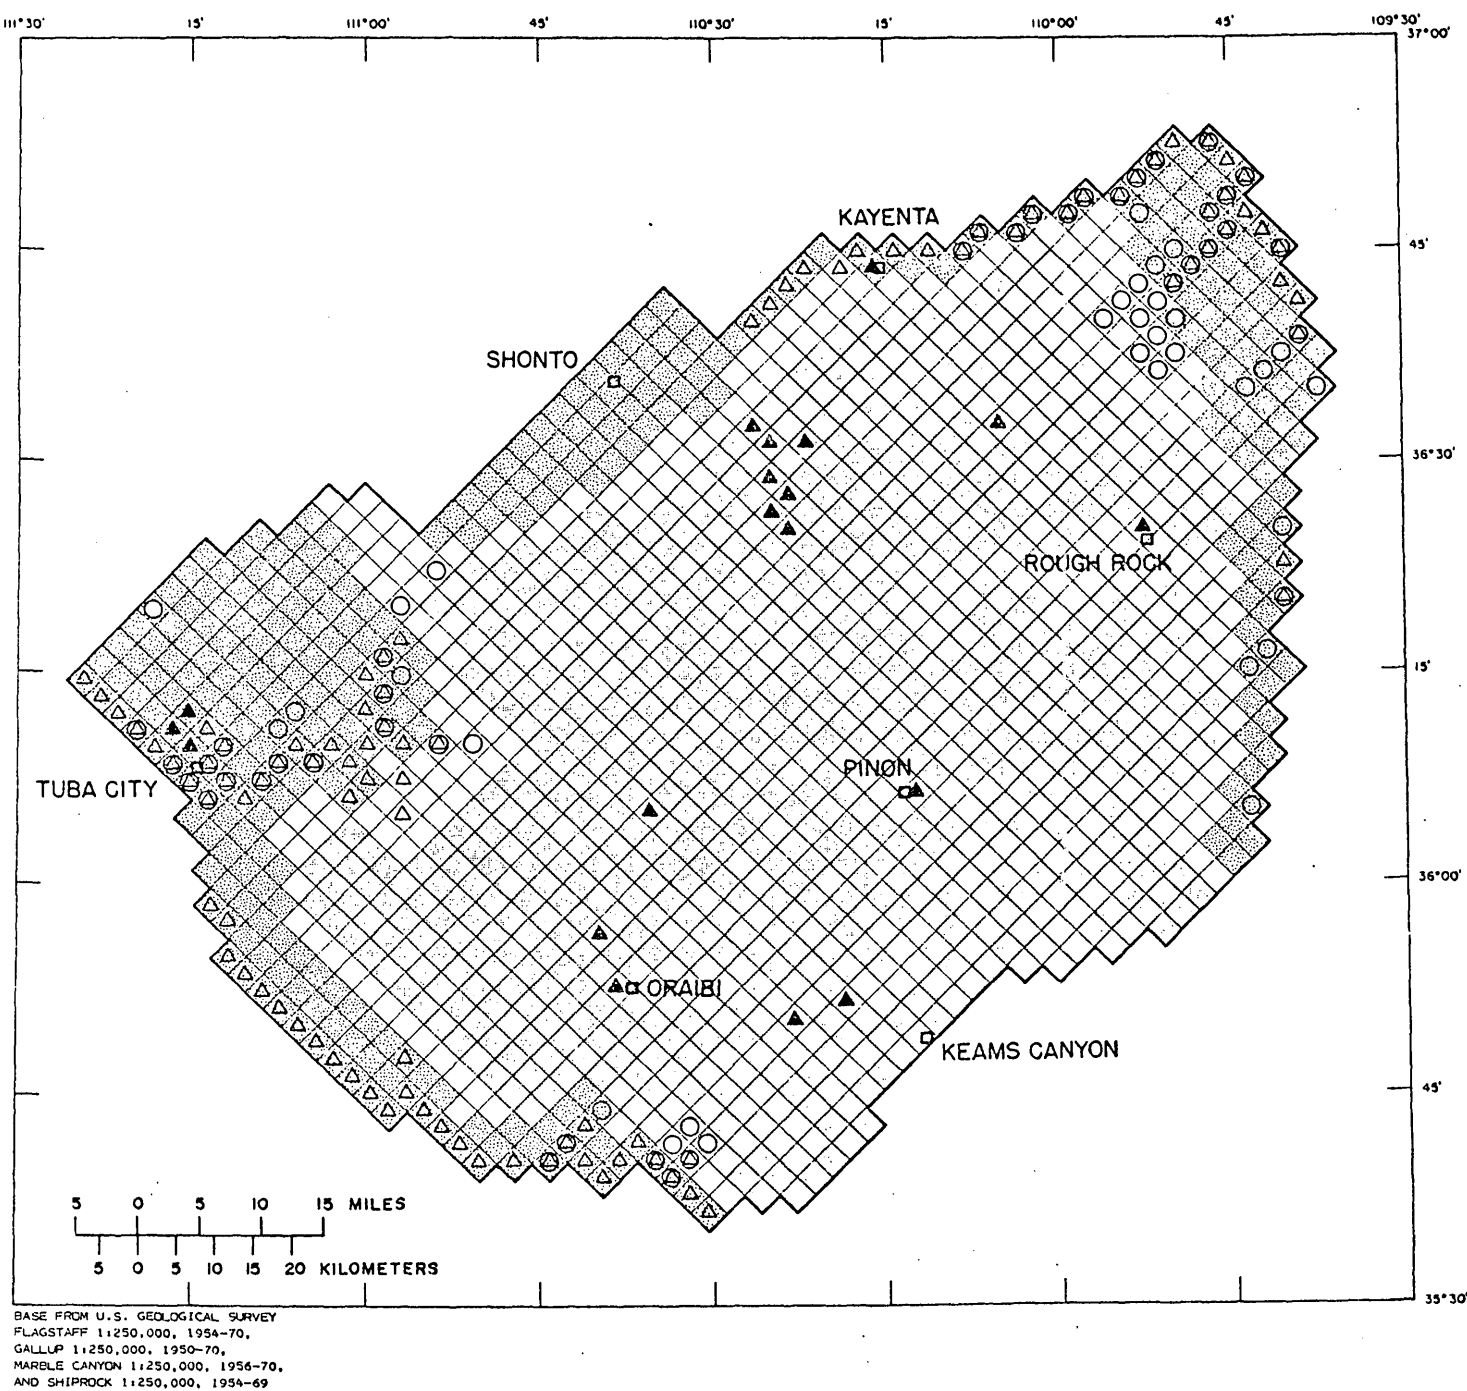 111°30' 15' 111°00' 45' 110°30' 15' 110°00' 45' 109°30'
37°00'
KAYENTA
45'
SHONTO
36°30'
ROUGH ROCK
15'
PINON
TUBA CITY
36°00'
ORAIBI
KEAMS CANYON
45'
5 0 5 10 15 MILES
5 0 5 10 15 20 KILOMETERS
35°30'
BASE FROM U.S. GEOLOGICAL SURVEY
FLAGSTAFF 1:250,000, 1954-70,
GALLUP 1:250,000, 1950-70,
MARBLE CANYON 1:250,000, 1956-70,
AND SHIPROCK 1:250,000, 1954-69